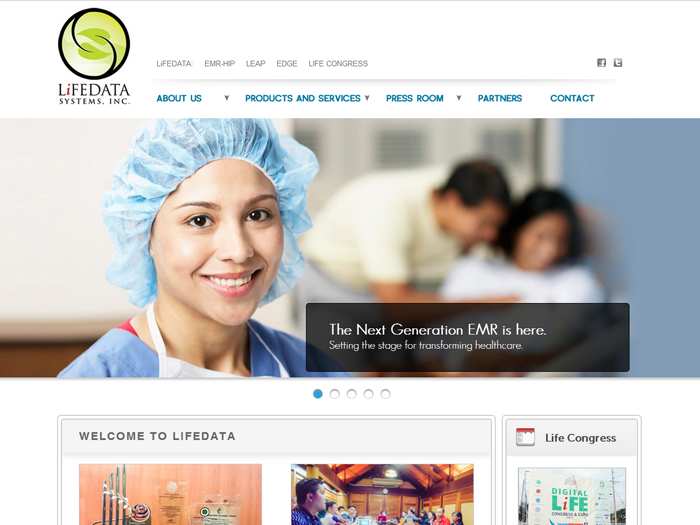 LiFEDATA
SYSTEMS, INC.
LiFEDATA: EMR-HIP LEAP EDGE LIFE CONGRESS
ABOUT US PRODUCTS AND SERVICES PRESS ROOM PARTNERS CONTACT
The Next Generation EMR is here.
Setting the stage for transforming healthcare.
WELCOME TO LIFEDATA
Life Congress
DIGITAL
LiFE
CONGRESS & EXPO